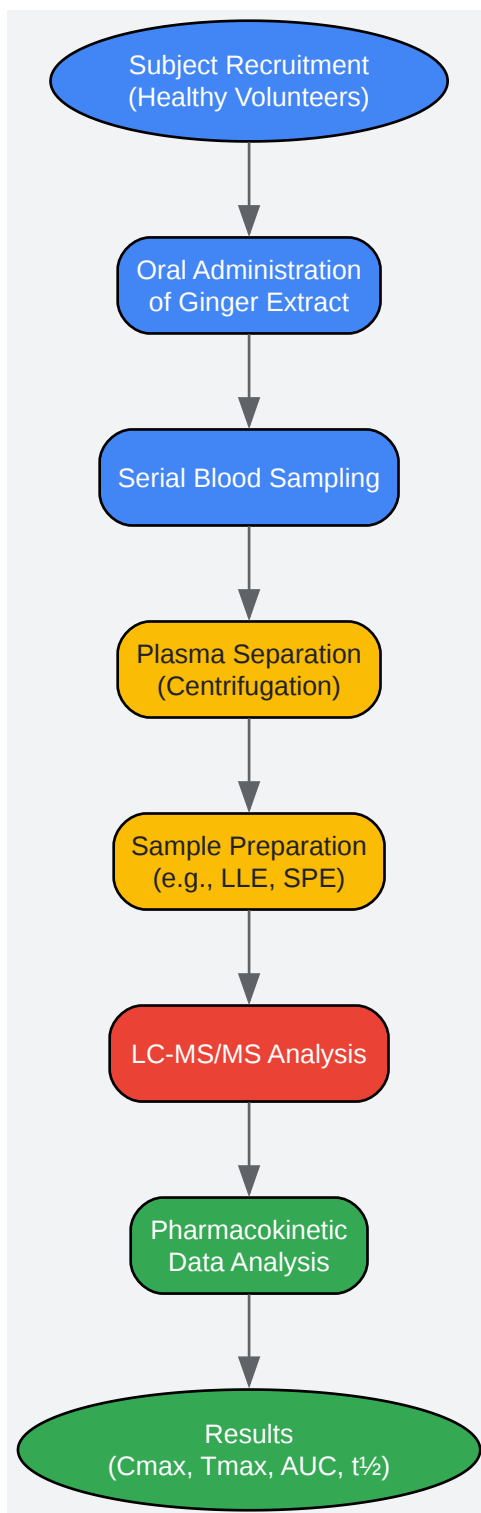 Subject Recruitment
(Healthy Volunteers)
Oral Administration
of Ginger Extract
Serial Blood Sampling
Plasma Separation
(Centrifugation)
Sample Preparation
(e.g., LLE, SPE)
LC-MS/MS Analysis
Pharmacokinetic
Data Analysis
Results
(Cmax, Tmax, AUC, t½)